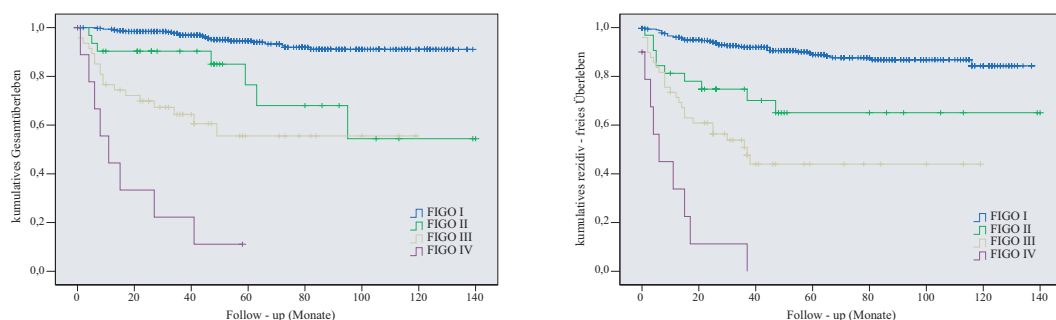 kumulatives Gesamtüberleben
1,0
0,8
0,6
0,4
0,2
0,0
FIGO I
FIGO II
FIGO III
FIGO IV
0 20 40 60 80 100 120 140
Follow - up (Monate)
kumulatives rezidiv - freies Überleben
1,0
0,8
0,6
0,4
0,2
0,0
FIGO I
FIGO II
FIGO III
FIGO IV
0 20 40 60 80 100 120 140
Follow - up (Monate)